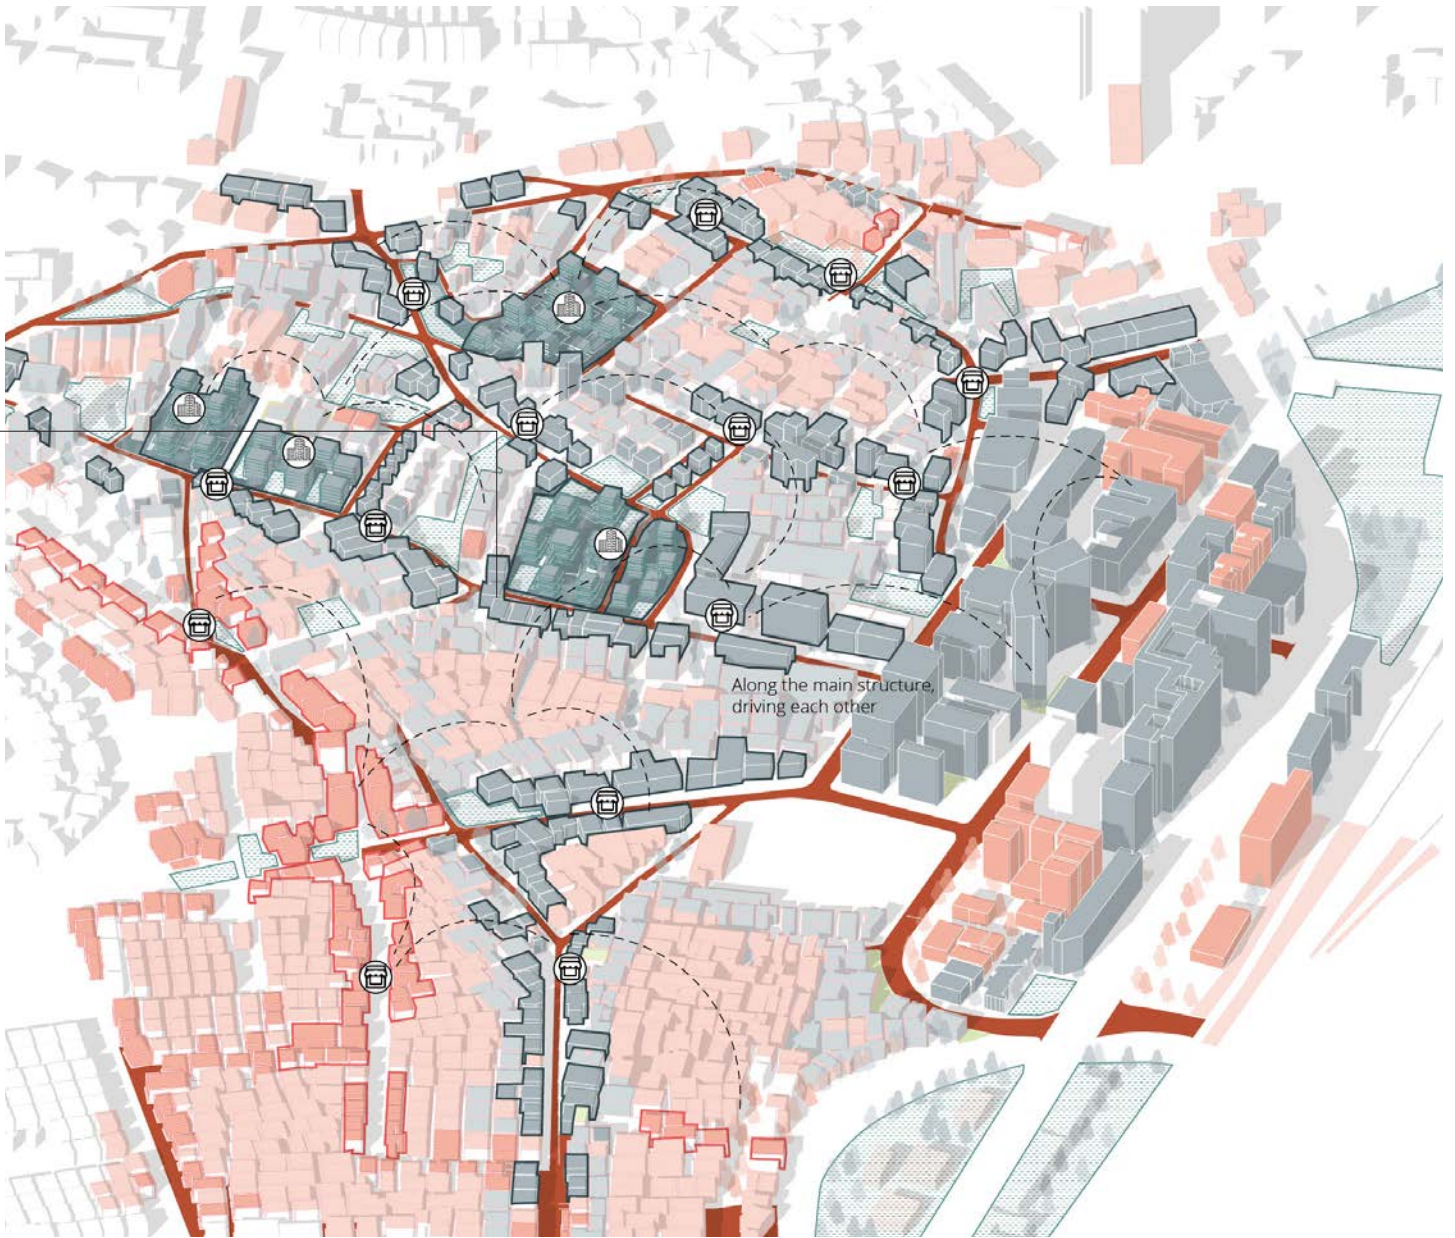 Along the main structure,
driving each other